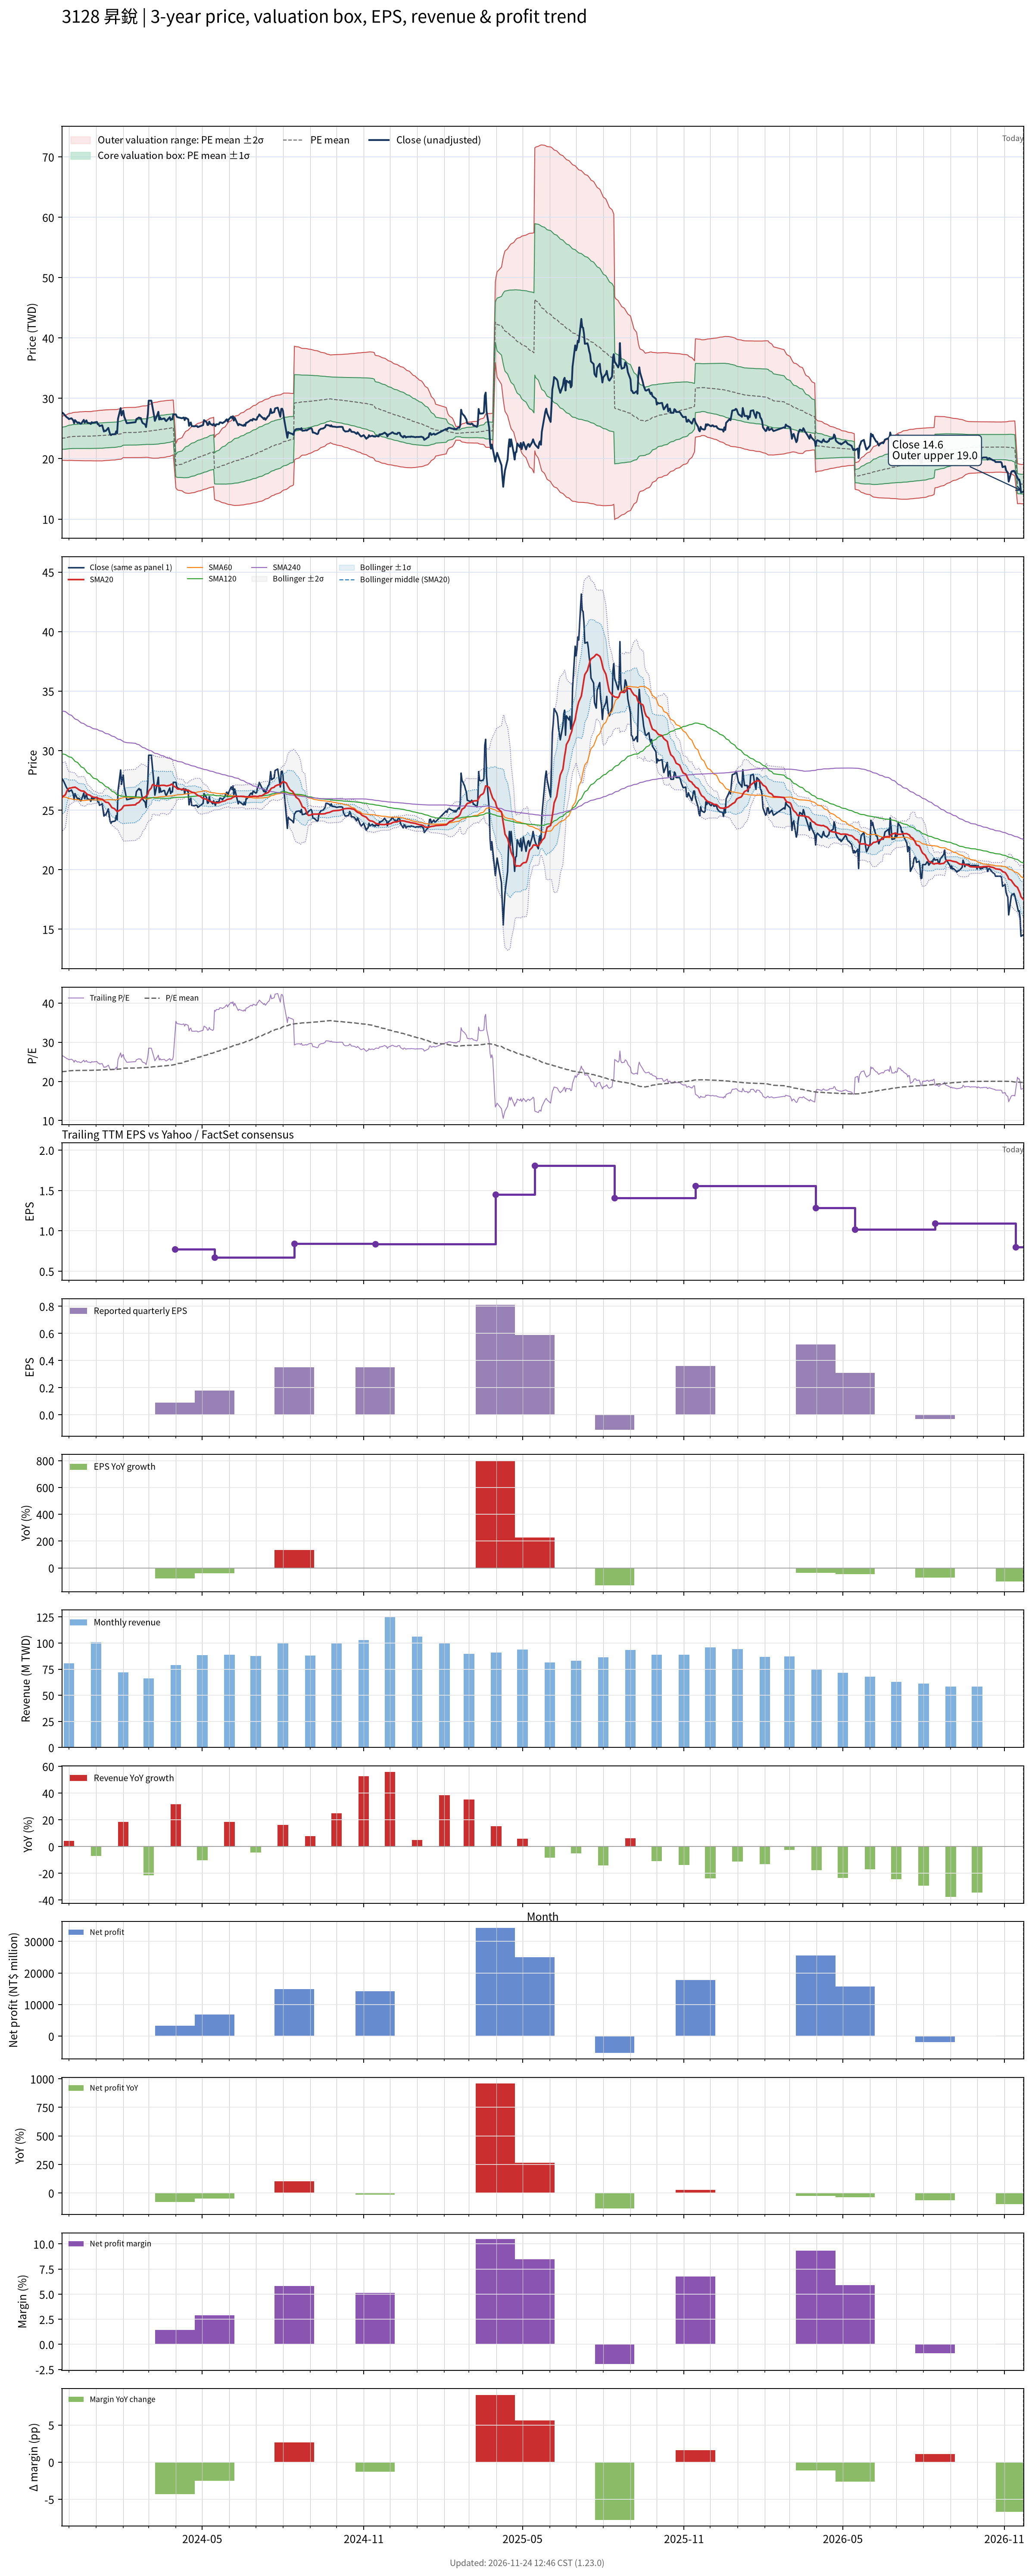 3128 昇銳 | 3-year price, valuation box, EPS, revenue & profit trend
Outer valuation range: PE mean ±2σ
PE mean
Close (unadjusted)
Core valuation box: PE mean ±1σ
Today
70
60
50
40
30
20
10
Price (TWD)
Close 14.6
Outer upper 19.0
Close (same as panel 1)
SMA60
SMA240
Bollinger ±1σ
SMA20
SMA120
Bollinger ±2σ
Bollinger middle (SMA20)
45
40
35
30
25
20
15
Price
Trailing P/E
P/E mean
40
30
20
10
P/E
Trailing TTM EPS vs Yahoo / FactSet consensus
Today
2.0
1.5
1.0
0.5
EPS
Reported quarterly EPS
0.8
0.6
0.4
0.2
0.0
EPS
EPS YoY growth
800
600
400
200
0
YoY (%)
Monthly revenue
125
100
75
50
25
0
Revenue (M TWD)
Revenue YoY growth
60
40
20
0
-20
-40
YoY (%)
Month
Net profit
30000
20000
10000
0
Net profit (NT$ million)
Net profit YoY
1000
750
500
250
0
YoY (%)
Net profit margin
10.0
7.5
5.0
2.5
0.0
-2.5
Margin (%)
Margin YoY change
5
0
-5
Δ margin (pp)
2024-05
2024-11
2025-05
2025-11
2026-05
2026-11
Updated: 2026-11-24 12:46 CST (1.23.0)